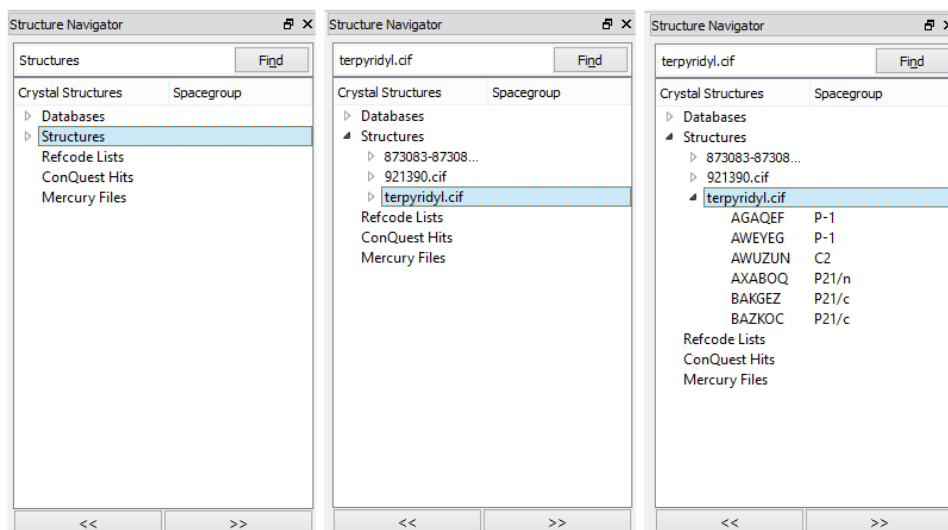 Structure Navigator
Structures
Find
Crystal Structures Spacegroup
Databases
Structures
Refcode Lists
ConQuest Hits
Mercury Files
<< >>
Structure Navigator
terpyridyl.cif
Find
Crystal Structures Spacegroup
Databases
Structures
873083-87308...
921390.cif
terpyridyl.cif
Refcode Lists
ConQuest Hits
Mercury Files
<< >>
Structure Navigator
terpyridyl.cif
Find
Crystal Structures Spacegroup
Databases
Structures
873083-87308...
921390.cif
terpyridyl.cif
AGAQEF P-1
AWEYEG P-1
AWUZUN C2
AXABOQ P21/n
BAKGEZ P21/c
BAZKOC P21/c
Refcode Lists
ConQuest Hits
Mercury Files
<< >>